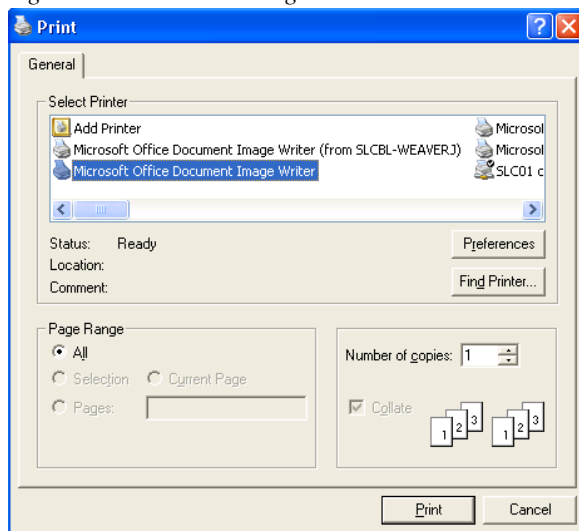 Print
General
Select Printer
Add Printer
Microsoft Office Document Image Writer (from SLCBL-WEAVERJ)
Microsoft Office Document Image Writer
Microsol
Microsol
SLC01 c
Status: Ready
Location:
Comment:
Preferences
Find Printer...
Page Range
All
Selection
Current Page
Pages:
Number of copies: 1
Collate
1 2 3 1 2 3
Print
Cancel